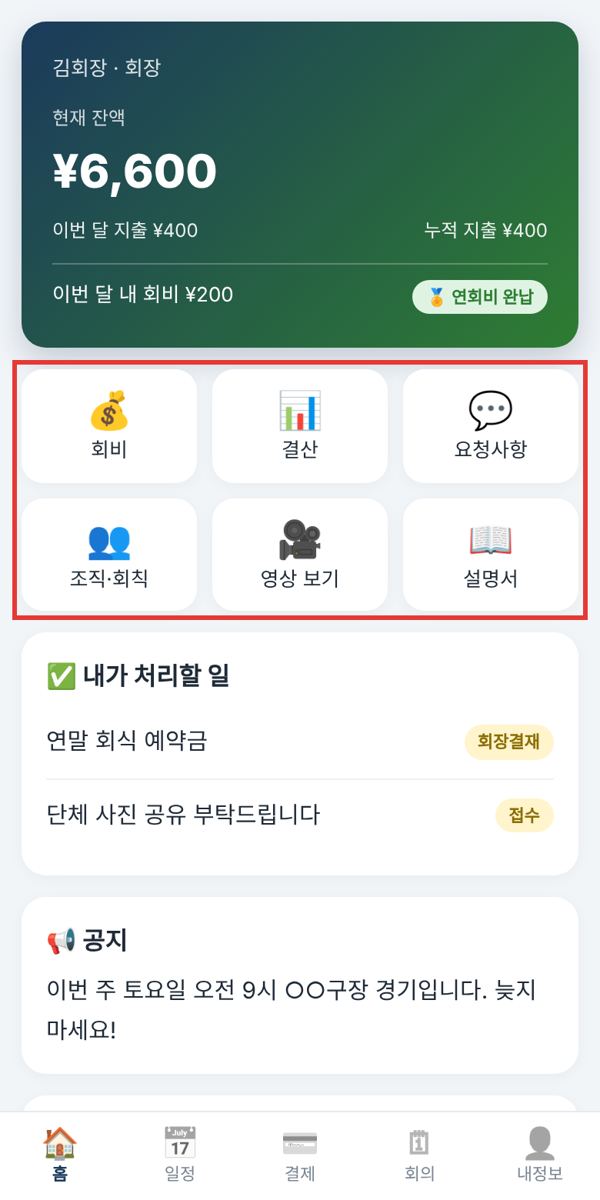 김회장 · 회장
현재 잔액
¥6,600
이번 달 지출 ¥400
누적 지출 ¥400
이번 달 내 회비 ¥200
연회비 완납
회비
결산
요청사항
조직·회칙
영상 보기
설명서
내가 처리할 일
연말 회식 예약금
회장결재
단체 사진 공유 부탁드립니다
접수
공지
이번 주 토요일 오전 9시 ○○구장 경기입니다. 늦지
마세요!
July
17
홈
일정
결제
회의
내정보